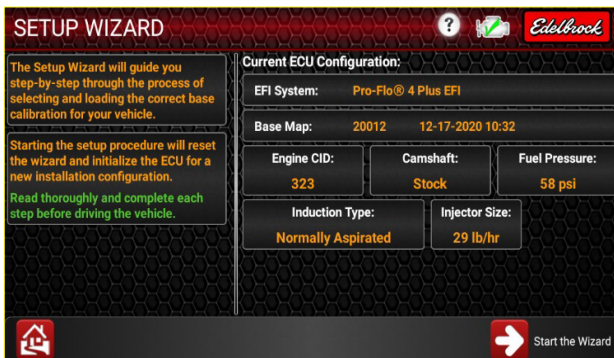 SETUP WIZARD
?
Edelbrock
The Setup Wizard will guide you
step-by-step through the process of
selecting and loading the correct base
calibration for your vehicle.
Starting the setup procedure will reset
the wizard and initialize the ECU for a
new installation configuration.
Read thoroughly and complete each
step before driving the vehicle.
Current ECU Configuration:
EFI System: Pro-Flo® 4 Plus EFI
Base Map: 20012 12-17-2020 10:32
Engine CID:
323
Camshaft:
Stock
Fuel Pressure:
58 psi
Induction Type:
Normally Aspirated
Injector Size:
29 lb/hr
Start the Wizard